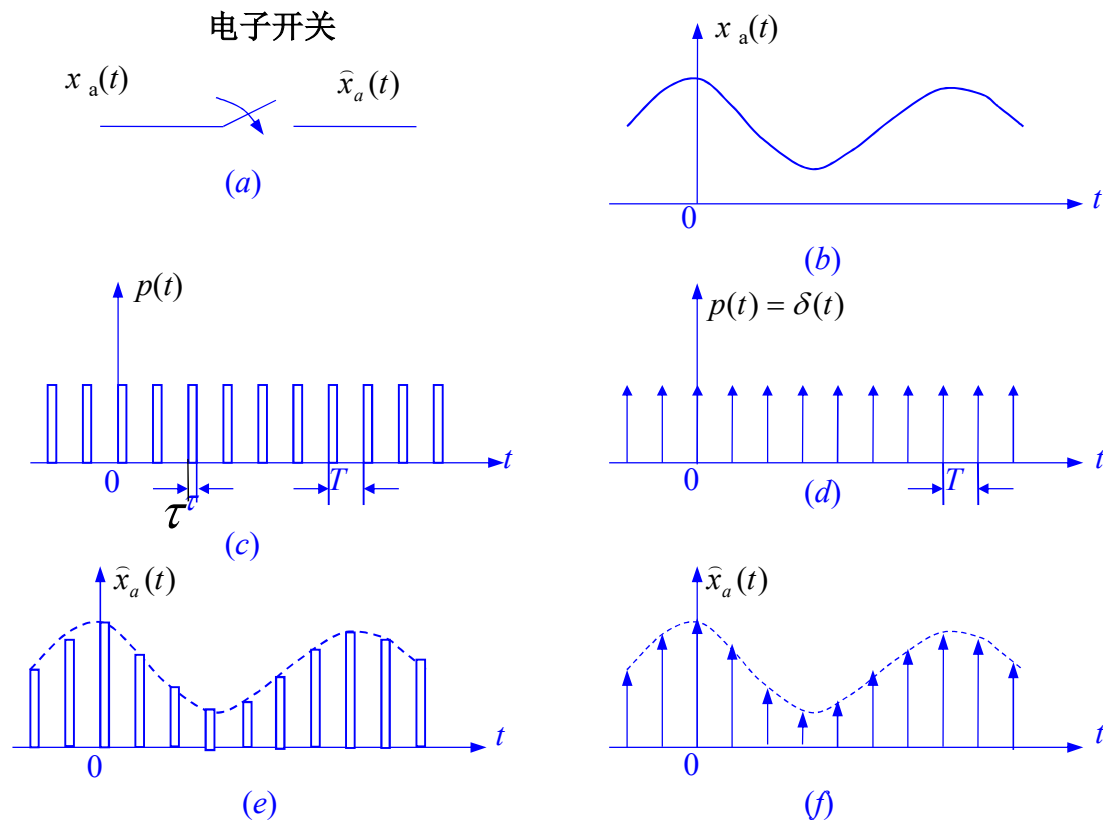 电子开关
x a(t)
x̂a(t)
(a)
x a(t)
t
0
(b)
p(t)
t
0
τ τ
T
(c)
p(t) = δ(t)
t
0
T
(d)
x̂a(t)
t
0
(e)
x̂a(t)
t
0
(f)